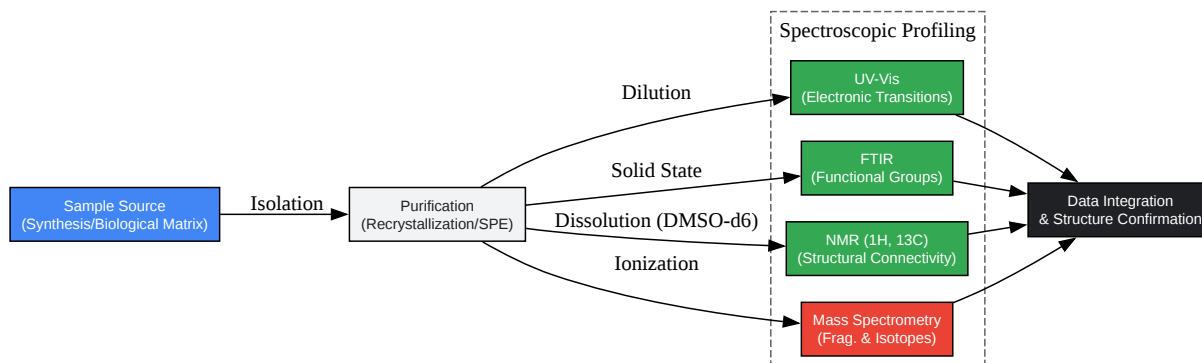 Sample Source
(Synthesis/Biological Matrix)
Isolation
Purification
(Recrystallization/SPE)
Dilution
Solid State
Dissolution (DMSO-d6)
Ionization
Spectroscopic Profiling
UV-Vis
(Electronic Transitions)
FTIR
(Functional Groups)
NMR (1H, 13C)
(Structural Connectivity)
Mass Spectrometry
(Frag. & Isotopes)
Data Integration
& Structure Confirmation